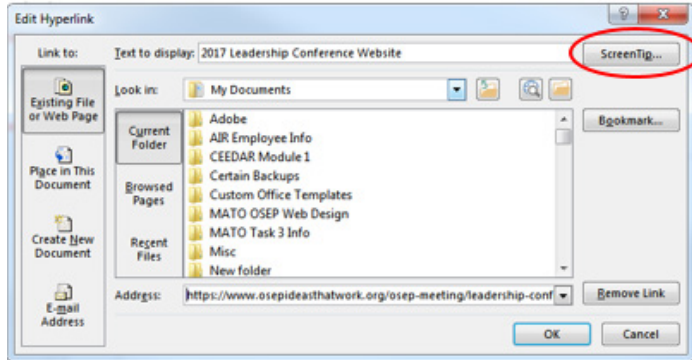 Edit Hyperlink
Link to:
Text to display: 2017 Leadership Conference Website
ScreenTip...
Existing File
or Web Page
Place in This
Document
Create New
Document
E-mail
Address
Look in: My Documents
Current
Folder
Browsed
Pages
Recent
Files
Adobe
AIR Employee Info
CEEDAR Module 1
Certain Backups
Custom Office Templates
MATO OSEP Web Design
MATO Task 3 Info
Misc
New folder
Bookmark...
Address: https://www.osepideasthatwork.org/osep-meeting/leadership-conf
Remove Link
OK Cancel